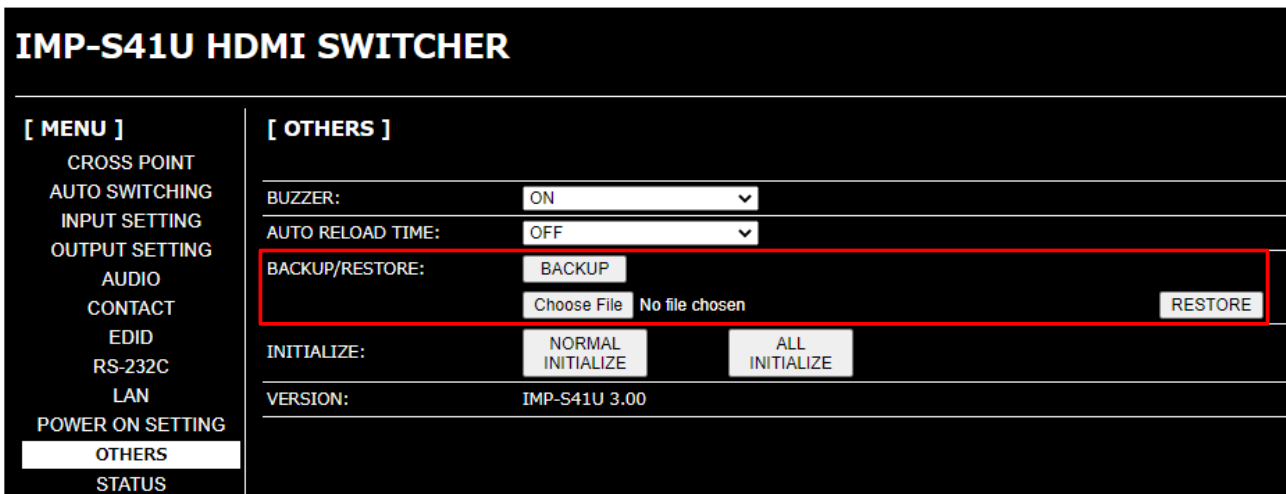 IMP-S41U HDMI SWITCHER
[ MENU ]
CROSS POINT
AUTO SWITCHING
INPUT SETTING
OUTPUT SETTING
AUDIO
CONTACT
EDID
RS-232C
LAN
POWER ON SETTING
OTHERS
STATUS
[ OTHERS ]
BUZZER: ON
AUTO RELOAD TIME: OFF
BACKUP/RESTORE: BACKUP
Choose File No file chosen RESTORE
INITIALIZE: NORMAL INITIALIZE ALL INITIALIZE
VERSION: IMP-S41U 3.00